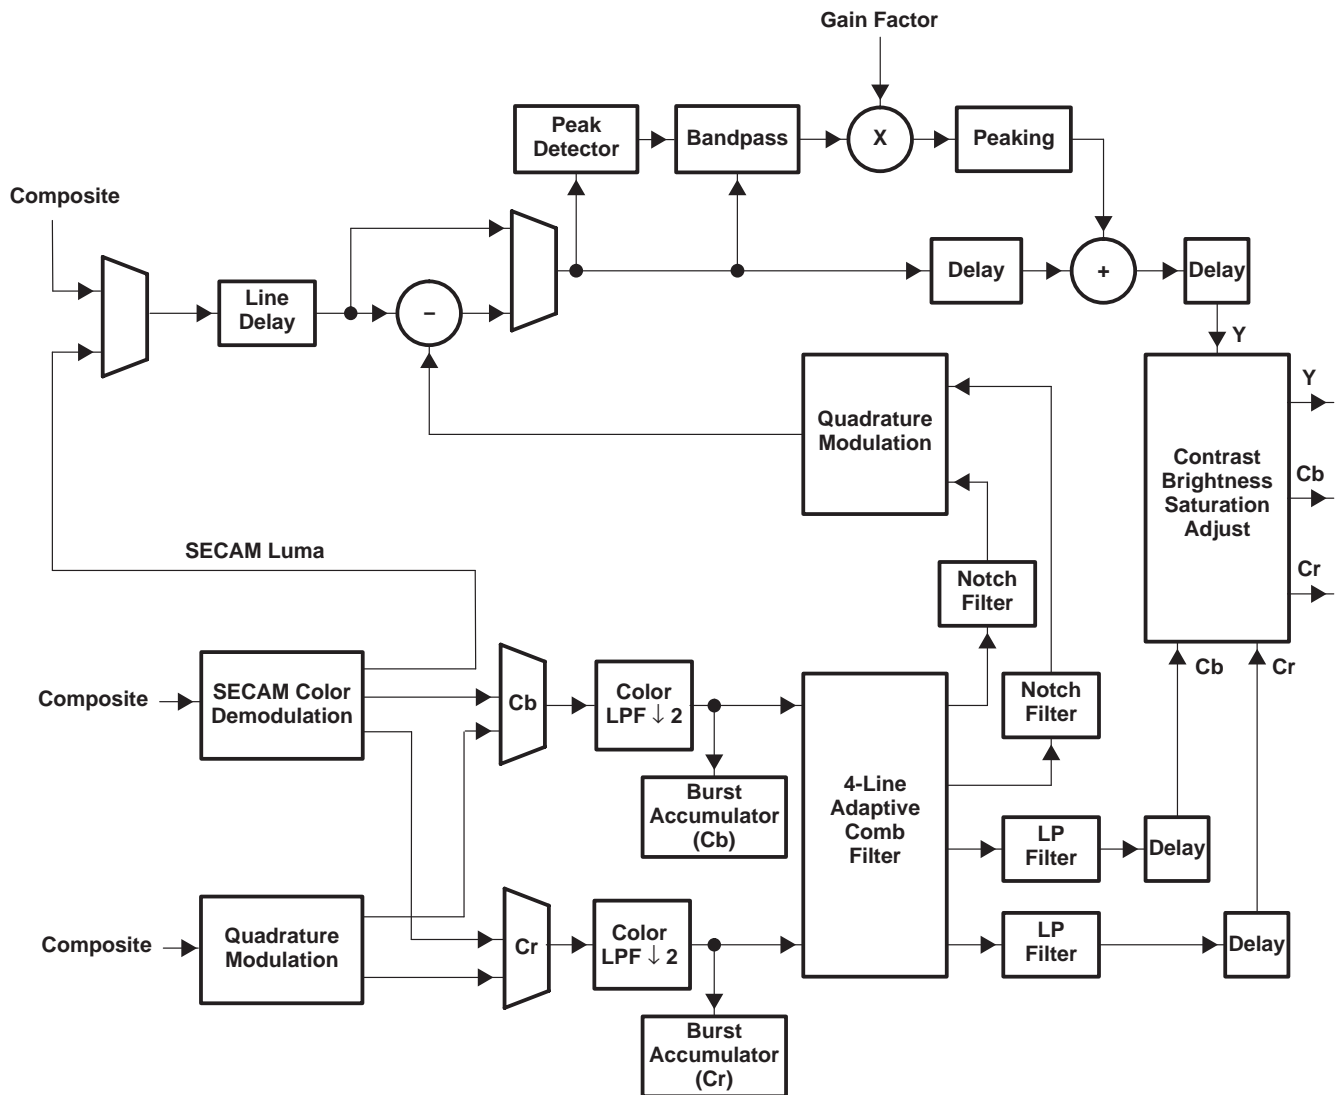 Gain Factor
Peak
Detector
Bandpass
X
Peaking
Composite
Line
Delay
–
Delay
+
Delay
Y
Quadrature
Modulation
Contrast
Brightness
Saturation
Adjust
Y
Cb
Cr
SECAM Luma
Notch
Filter
Composite
SECAM Color
Demodulation
Cb
Color
LPF ↓ 2
Notch
Filter
Cb
Cr
Burst
Accumulator
(Cb)
4-Line
Adaptive
Comb
Filter
LP
Filter
Delay
Composite
Quadrature
Modulation
Cr
Color
LPF ↓ 2
LP
Filter
Delay
Burst
Accumulator
(Cr)